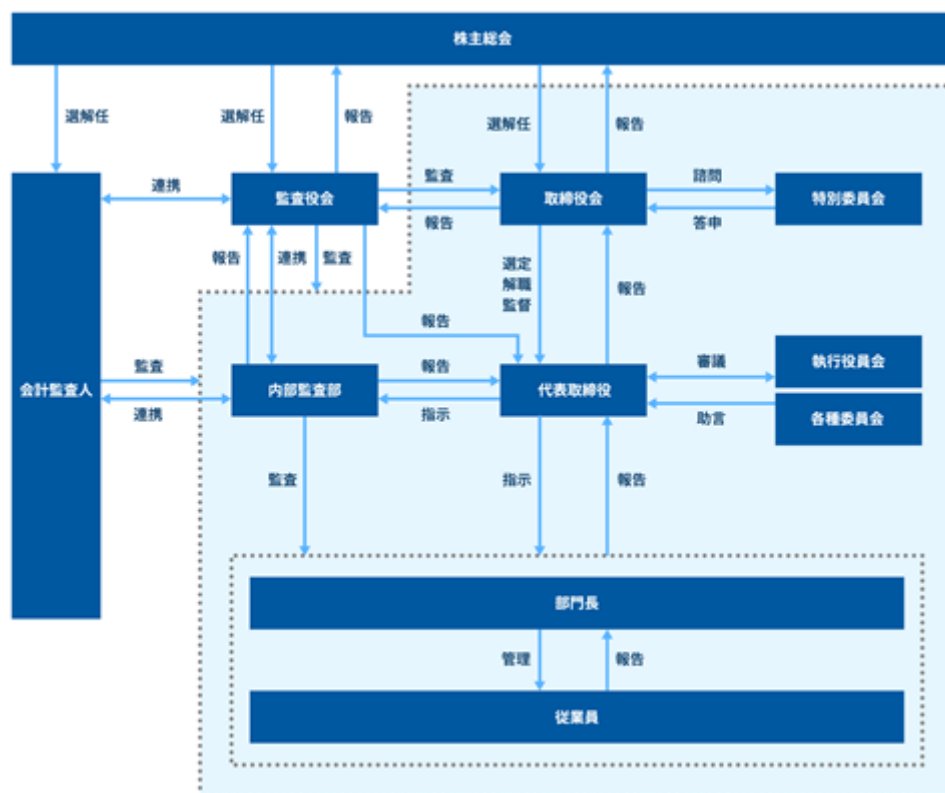 株主総会
選解任
選解任
報告
選解任
報告
連携
監査役会
監査
報告
取締役会
諮問
答申
特別委員会
報告
連携
監査
選定
解職
監督
報告
報告
会計監査人
監査
連携
内部監査部
報告
指示
代表取締役
審議
助言
執行役員会
各種委員会
監査
指示
報告
部門長
管理
報告
従業員